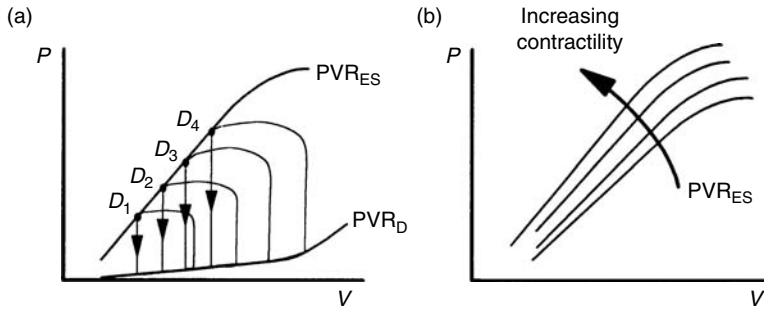 (a)
P
PVR_ES
D_4
D_3
D_2
D_1
PVR_D
V
(b)
Increasing
contractility
P
PVR_ES
V